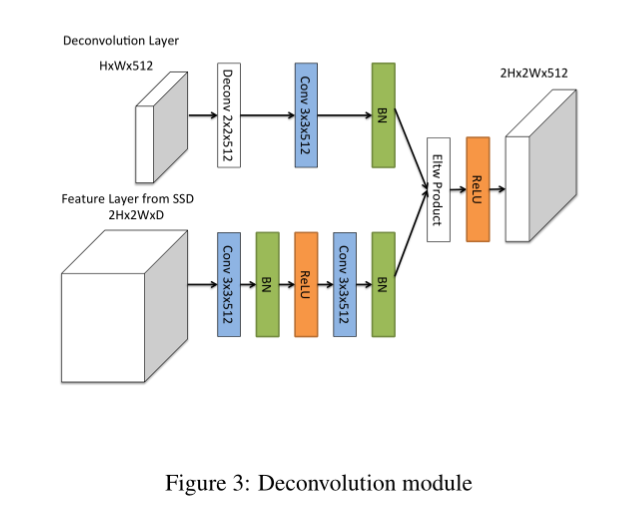 Deconvolution Layer
HxWx512
Deconv 2x2x512
Conv 3x3x512
BN
2Hx2Wx512
Eltw Product
ReLU
Feature Layer from SSD
2Hx2WxD
Conv 3x3x512
BN
ReLU
Conv 3x3x512
BN
Figure 3: Deconvolution module